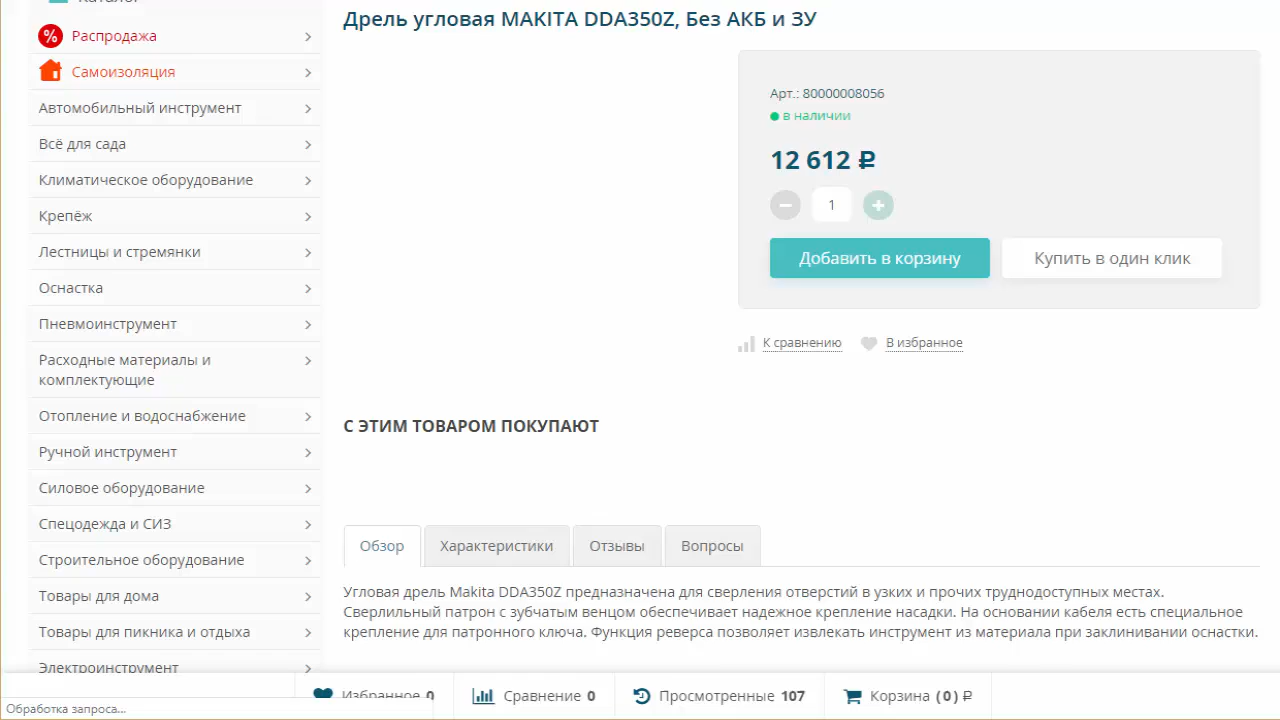 Каталог
Распродажа
Самоизоляция
Автомобильный инструмент
Всё для сада
Климатическое оборудование
Крепёж
Лестницы и стремянки
Оснастка
Пневмоинструмент
Расходные материалы и
комплектующие
Отопление и водоснабжение
Ручной инструмент
Силовое оборудование
Спецодежда и СИЗ
Строительное оборудование
Товары для дома
Товары для пикника и отдыха
Электроинструмент
Дрель угловая MAKITA DDA350Z, Без АКБ и ЗУ
Арт.: 80000008056
в наличии
12 612 ₽
1
Добавить в корзину
Купить в один клик
К сравнению
В избранное
С ЭТИМ ТОВАРОМ ПОКУПАЮТ
Обзор
Характеристики
Отзывы
Вопросы
Угловая дрель Makita DDA350Z предназначена для сверления отверстий в узких и прочих труднодоступных местах.
Сверлильный патрон с зубчатым венцом обеспечивает надежное крепление насадки. На основании кабеля есть специальное
крепление для патронного ключа. Функция реверса позволяет извлекать инструмент из материала при заклинивании оснастки.
Избранное 0
Сравнение 0
Просмотренные 107
Корзина (0) ₽
Обработка запроса...